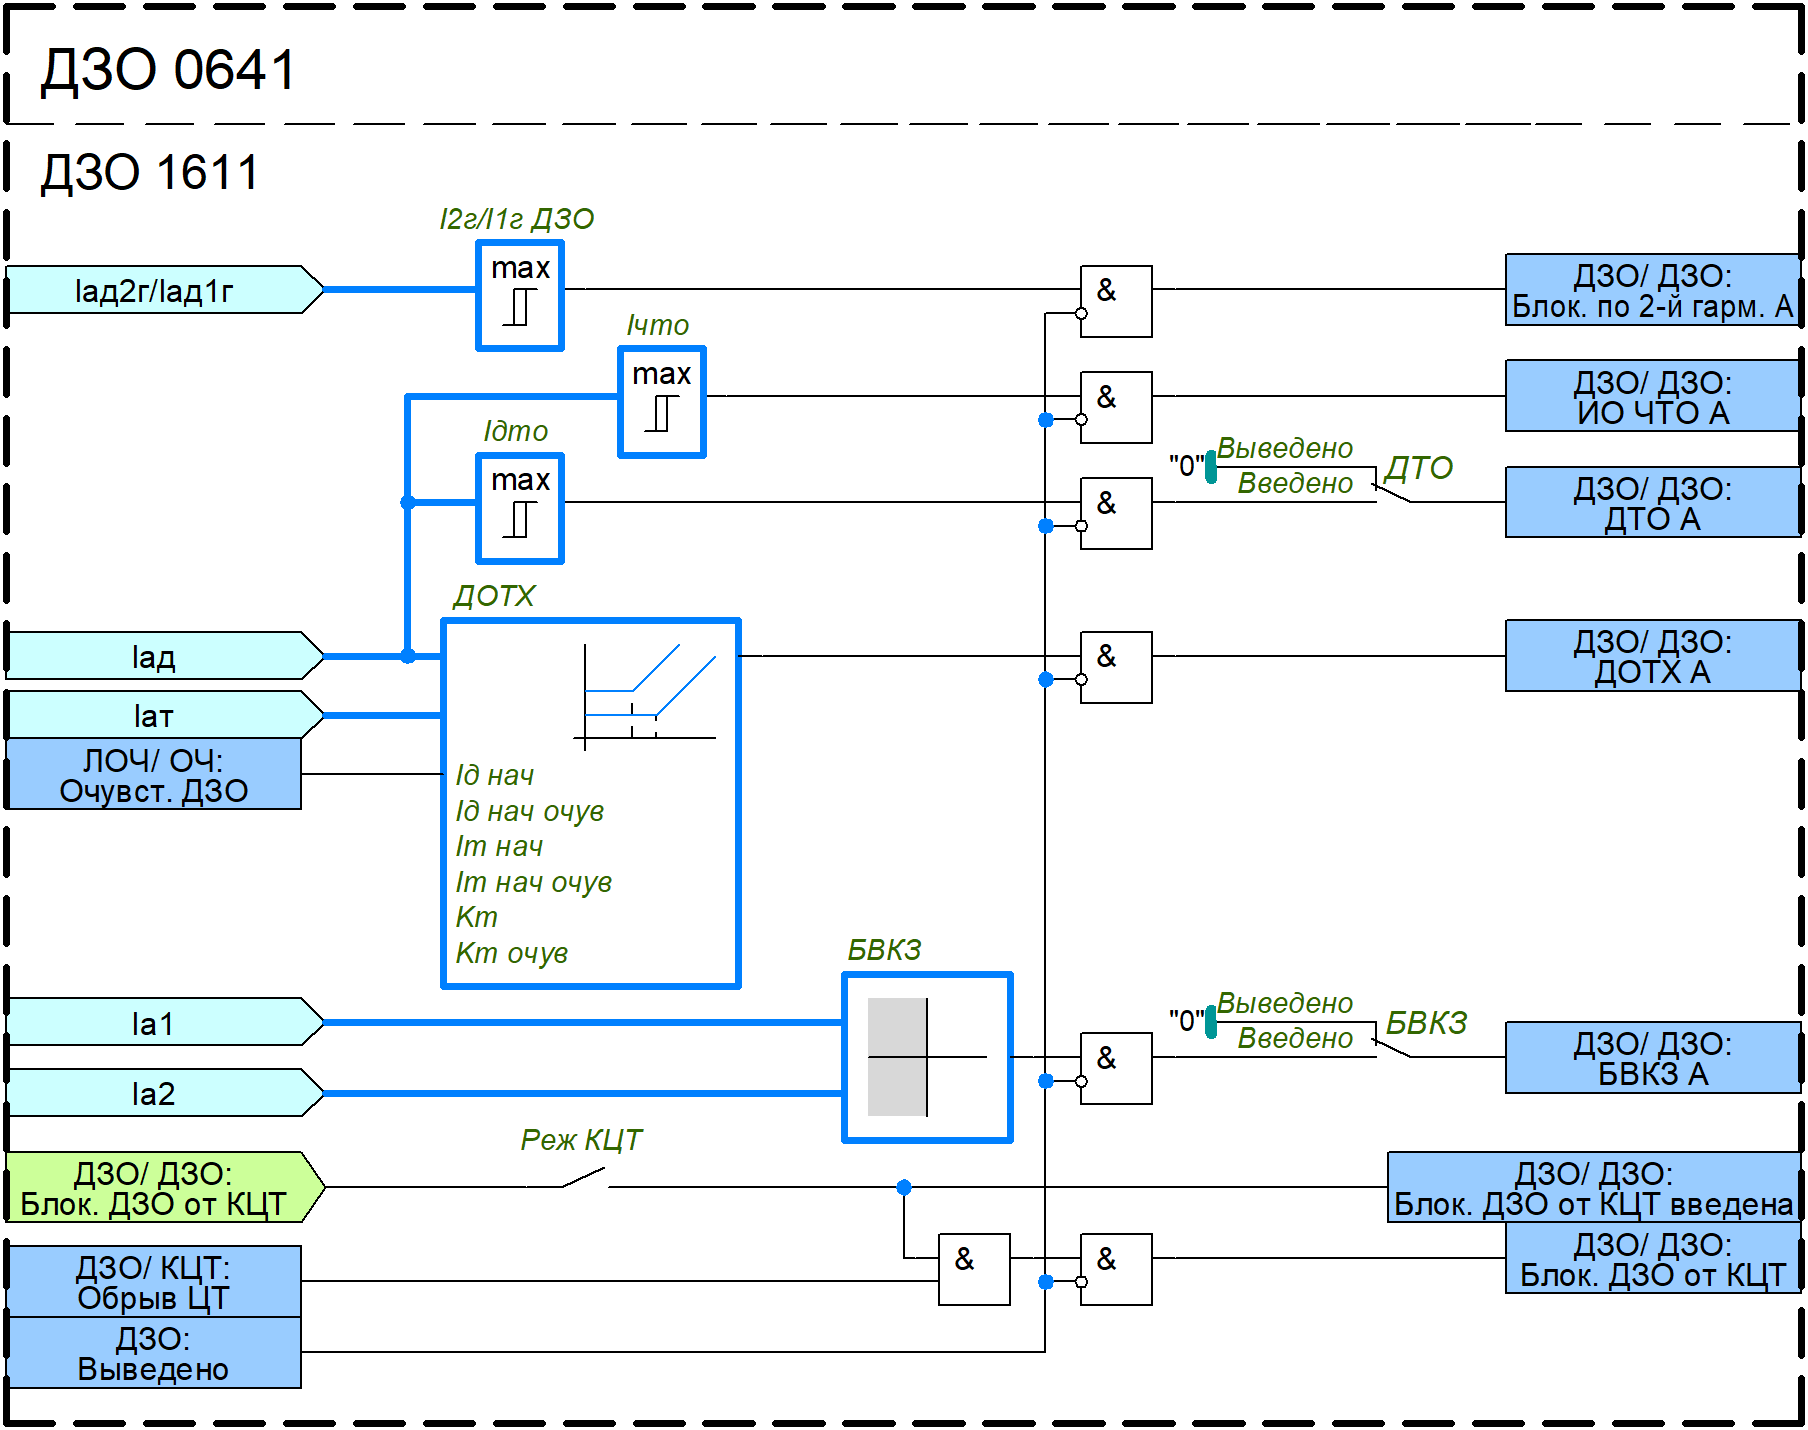 ДЗО 0641
ДЗО 1611
I2г/I1г ДЗО
Iад2г/Iад1г
max
&
ДЗО/ ДЗО:
Блок. по 2-й гарм. А
Iчто
max
&
ДЗО/ ДЗО:
ИО ЧТО А
Iдто
max
&
"0"
Выведено
Введено
ДТО
ДЗО/ ДЗО:
ДТО А
ДОТХ
Iад
&
ДЗО/ ДЗО:
ДОТХ А
Iат
ЛОЧ/ ОЧ:
Очувст. ДЗО
Iд нач
Iд нач очув
Iт нач
Iт нач очув
Кт
Кт очув
БВКЗ
Iа1
Iа2
&
"0"
Выведено
Введено
БВКЗ
ДЗО/ ДЗО:
БВКЗ А
Реж КЦТ
ДЗО/ ДЗО:
Блок. ДЗО от КЦТ
ДЗО/ ДЗО:
Блок. ДЗО от КЦТ введена
ДЗО/ КЦТ:
Обрыв ЦТ
&
&
ДЗО/ ДЗО:
Блок. ДЗО от КЦТ
ДЗО:
Выведено